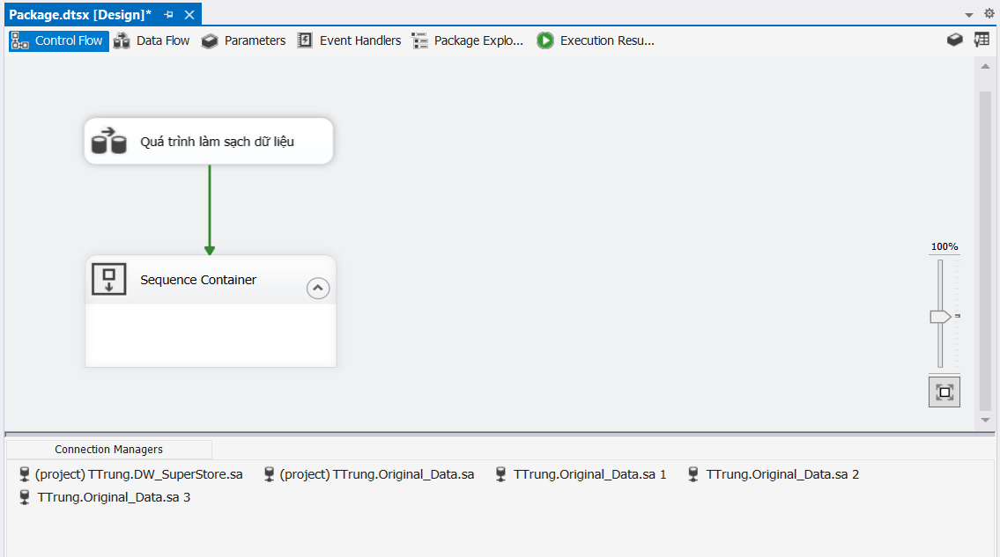 Package.dtsx [Design]*
Control Flow Data Flow Parameters Event Handlers Package Explo... Execution Resu...
Quá trình làm sạch dữ liệu
Sequence Container
100%
Connection Managers
(project) TTrung.DW_SuperStore.sa (project) TTrung.Original_Data.sa TTrung.Original_Data.sa 1 TTrung.Original_Data.sa 2
TTrung.Original_Data.sa 3